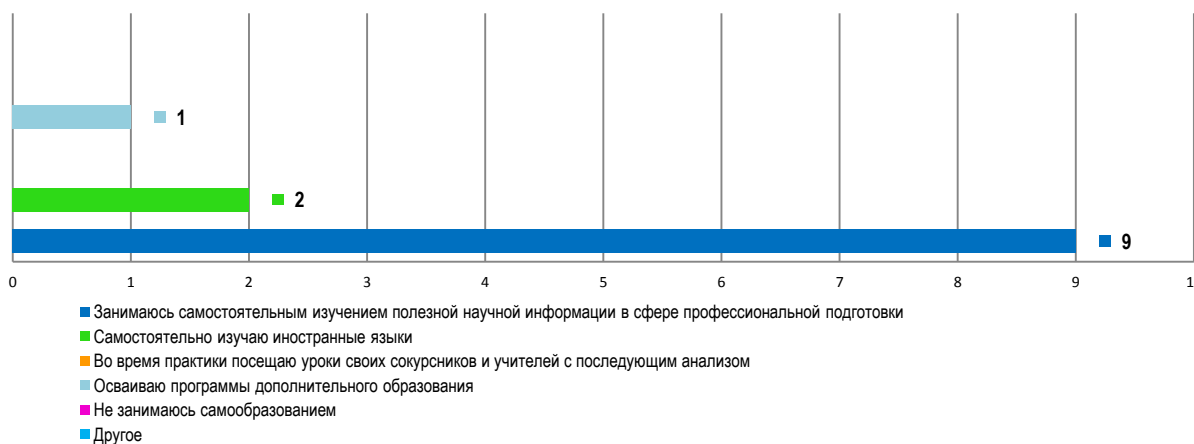 1
2
9
0 1 2 3 4 5 6 7 8 9 1
Занимаюсь самостоятельным изучением полезной научной информации в сфере профессиональной подготовки
Самостоятельно изучаю иностранные языки
Во время практики посещаю уроки своих сокурсников и учителей с последующим анализом
Осваиваю программы дополнительного образования
Не занимаюсь самообразованием
Другое